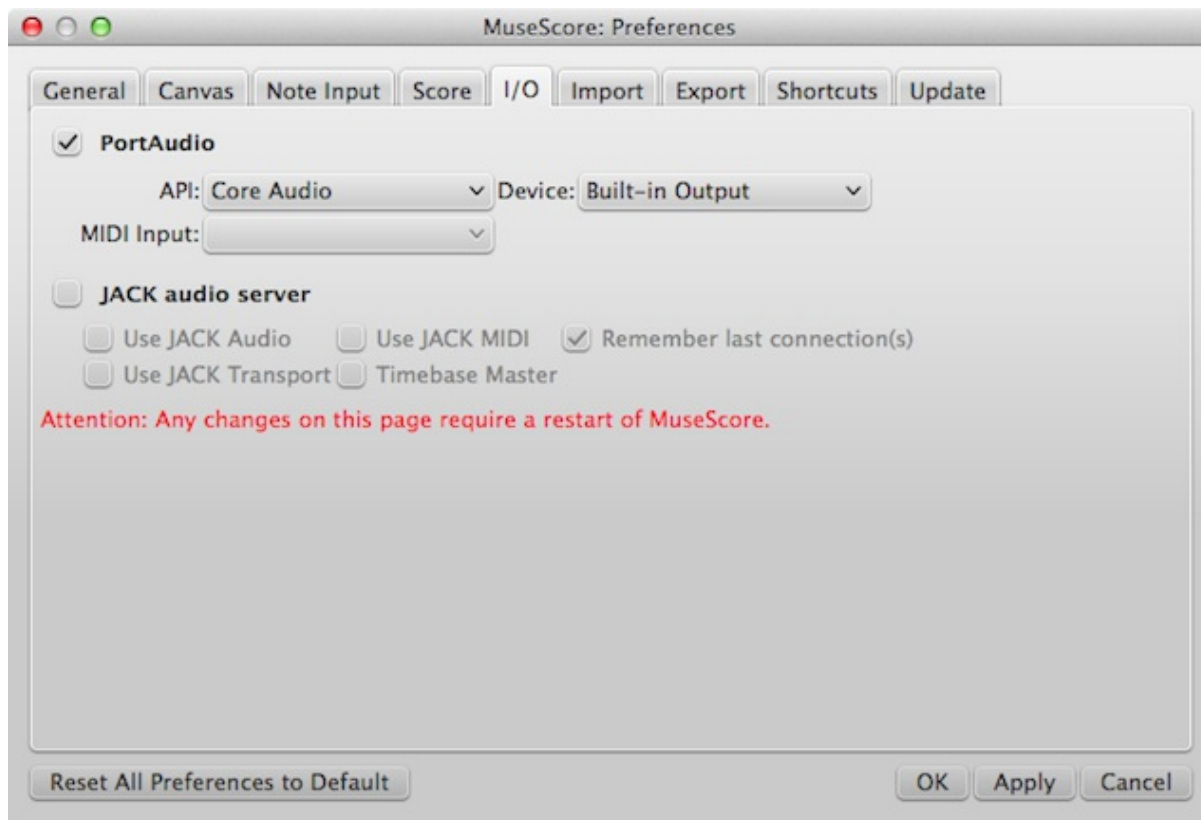 MuseScore: Preferences
General Canvas Note Input Score I/O Import Export Shortcuts Update
PortAudio
API: Core Audio Device: Built-in Output
MIDI Input:
JACK audio server
Use JACK Audio Use JACK MIDI Remember last connection(s)
Use JACK Transport Timebase Master
Attention: Any changes on this page require a restart of MuseScore.
Reset All Preferences to Default OK Apply Cancel